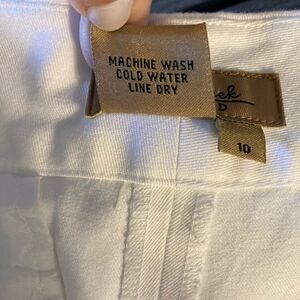 MACHINE WASH
COLD WATER
LINE DRY
10